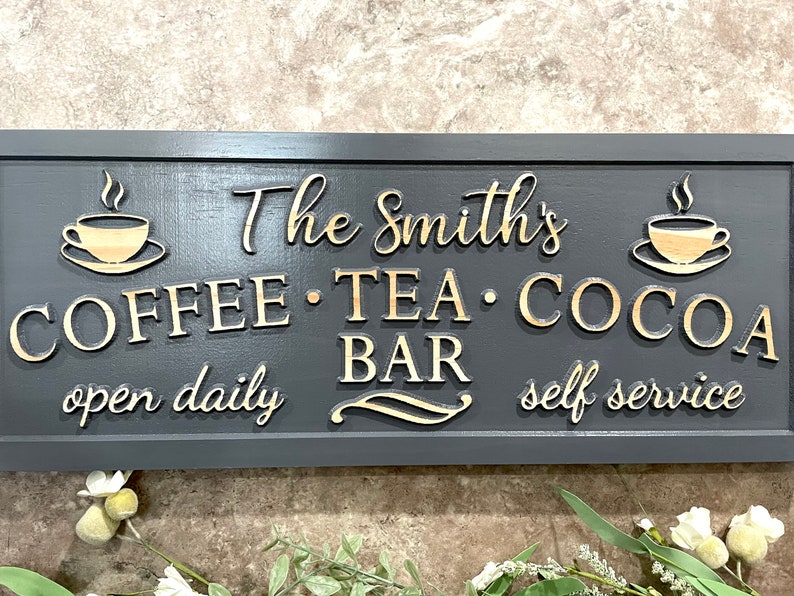 The Smith's
COFFEE · TEA · COCOA
BAR
open daily
self service